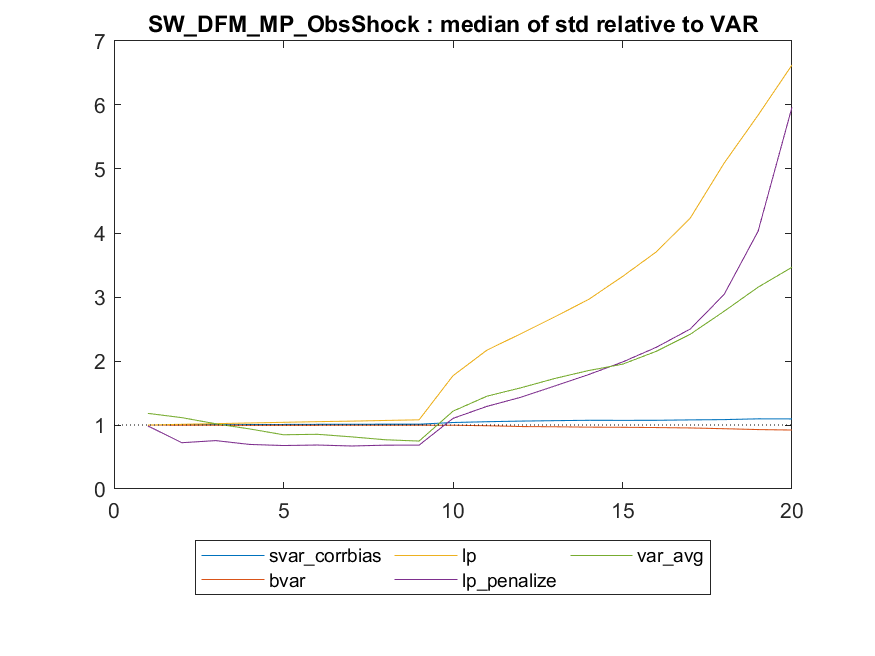 SW_DFM_MP_ObsShock : median of std relative to VAR
7
6
5
4
3
2
1
0
0 5 10 15 20
svar_corrbias lp var_avg
bvar lp_penalize